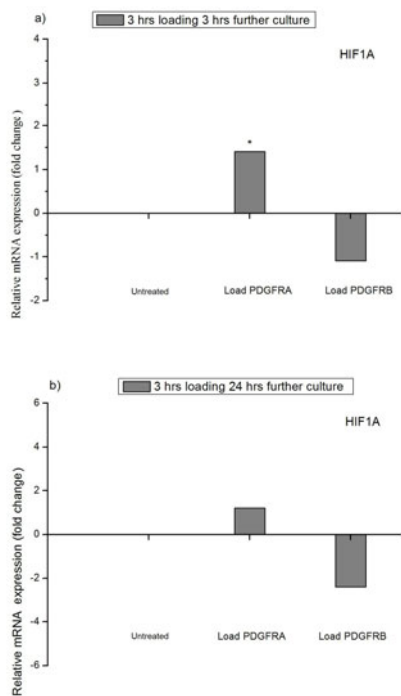 a)
3 hrs loading 3 hrs further culture
HIF1A
Relative mRNA expression (fold change)
4
3
2
1
0
-1
-2
*
Untreated
Load PDGFRA
Load PDGFRB
b)
3 hrs loading 24 hrs further culture
HIF1A
Relative mRNA expression (fold change)
6
4
2
0
-2
-4
-6
Untreated
Load PDGFRA
Load PDGFRB